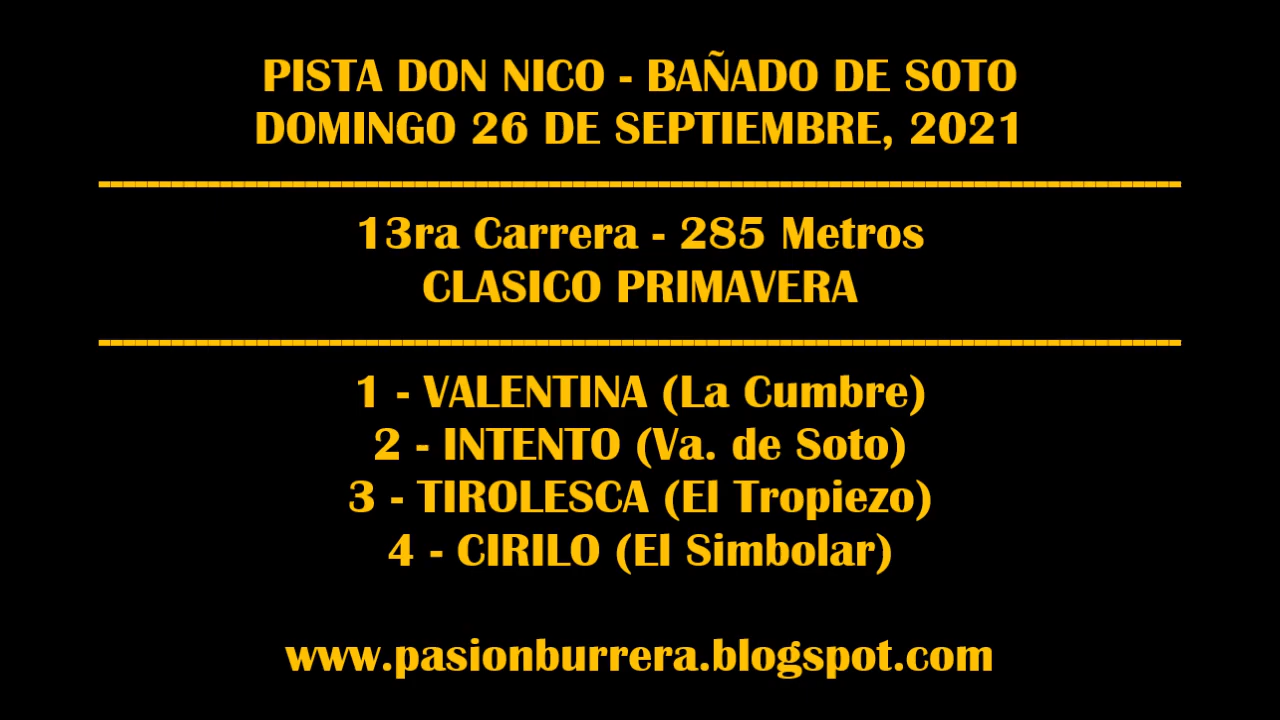 PISTA DON NICO - BAÑADO DE SOTO
DOMINGO 26 DE SEPTIEMBRE, 2021
13ra Carrera - 285 Metros
CLASICO PRIMAVERA
1 - VALENTINA (La Cumbre)
2 - INTENTO (Va. de Soto)
3 - TIROLESCA (El Tropiezo)
4 - CIRILO (El Simbolar)
www.pasionburrera.blogspot.com